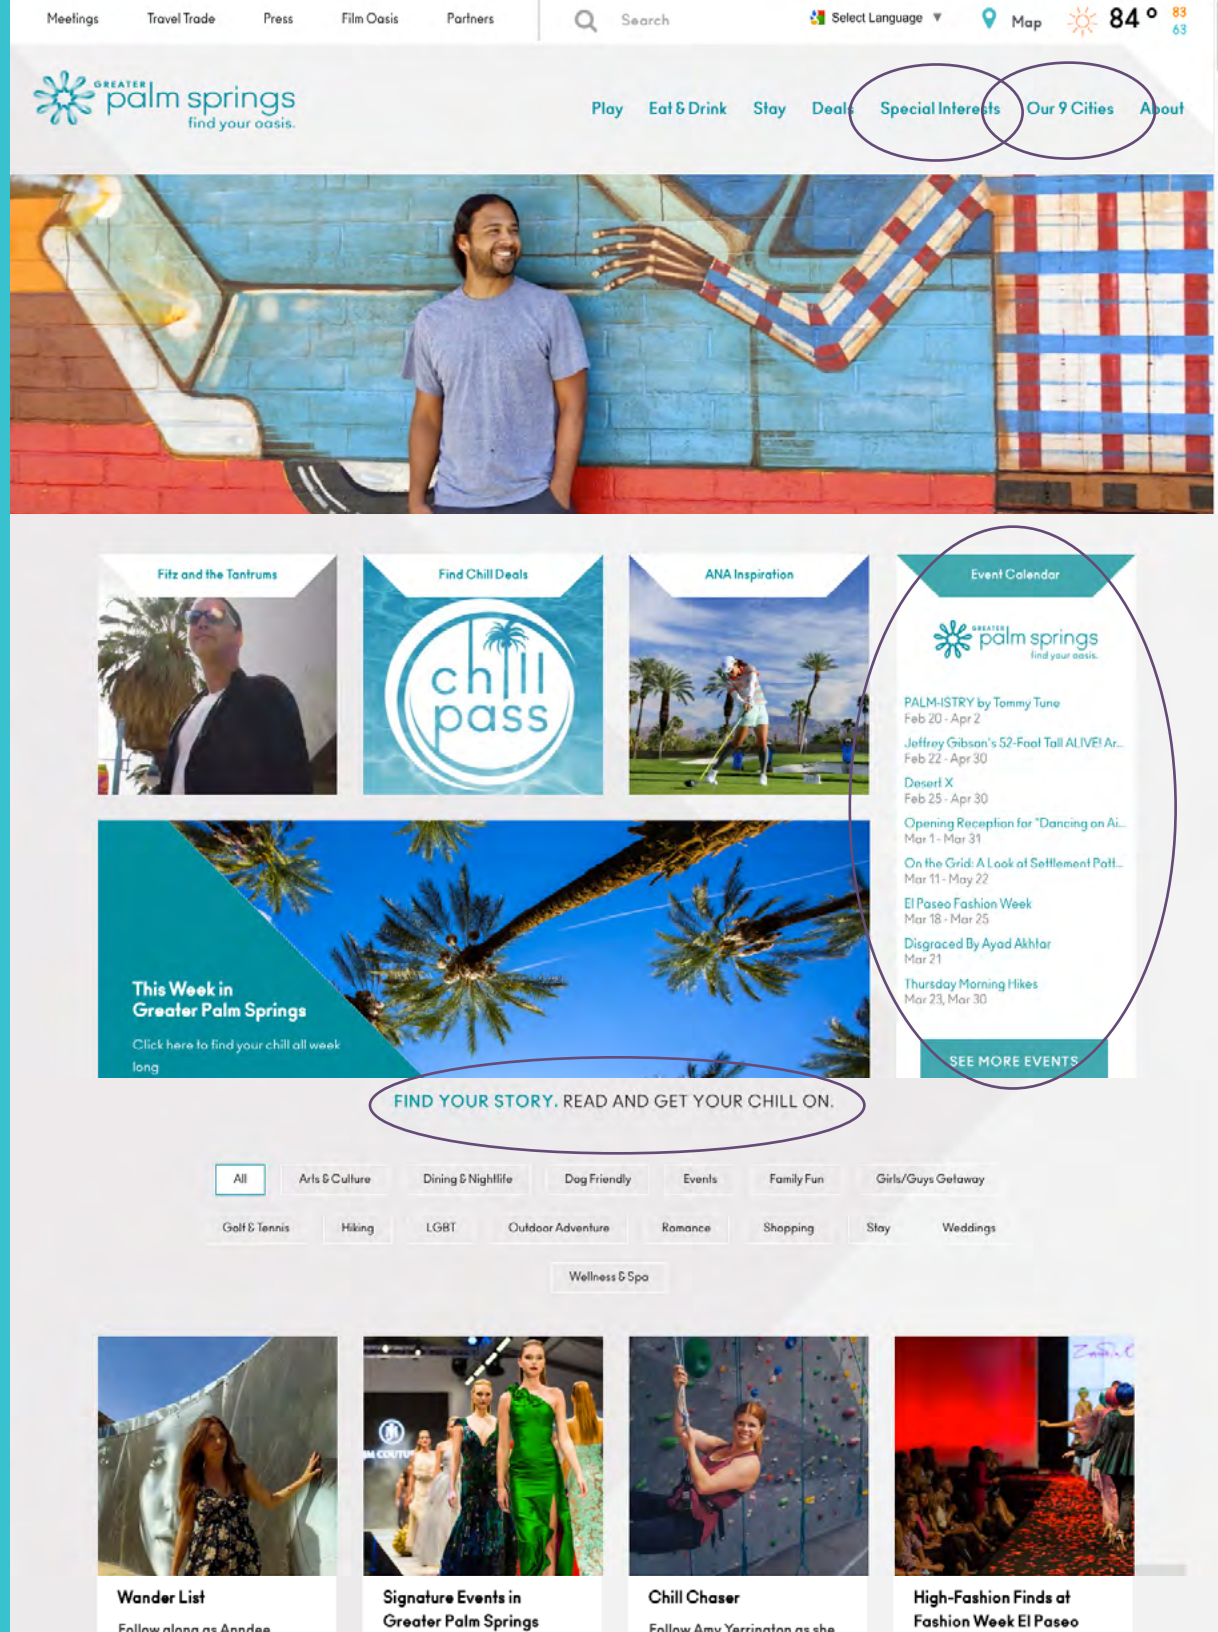 Meetings Travel Trade Press Film Oasis Partners Search Select Language ▼ Map 84° 83
63
GREATER
palm springs
find your oasis.
Play Eat & Drink Stay Deals Special Interests Our 9 Cities About
Fitz and the Tantrums
Find Chill Deals
chill
pass
ANA Inspiration
Event Calendar
GREATER
palm springs
find your oasis.
PALM-ISTRY by Tommy Tune
Feb 20 - Apr 2
Jeffrey Gibson's 52-Foot Tall ALIVE! Ar...
Feb 22 - Apr 30
Desert X
Feb 25 - Apr 30
Opening Reception for "Dancing on Ai...
Mar 1 - Mar 31
On the Grid: A Look at Settlement Patt...
Mar 11 - May 22
El Paseo Fashion Week
Mar 18 - Mar 25
Disgraced By Ayad Akhtar
Mar 21
Thursday Morning Hikes
Mar 23, Mar 30
SEE MORE EVENTS
This Week in
Greater Palm Springs
Click here to find your chill all week
long
FIND YOUR STORY. READ AND GET YOUR CHILL ON.
All Arts & Culture Dining & Nightlife Dog Friendly Events Family Fun Girls/Guys Getaway
Golf & Tennis Hiking LGBT Outdoor Adventure Romance Shopping Stay Weddings
Wellness & Spa
Wander List
Follow along as Anndee
Signature Events in
Greater Palm Springs
Chill Chaser
Follow Amy Yerrington as she
High-Fashion Finds at
Fashion Week El Paseo